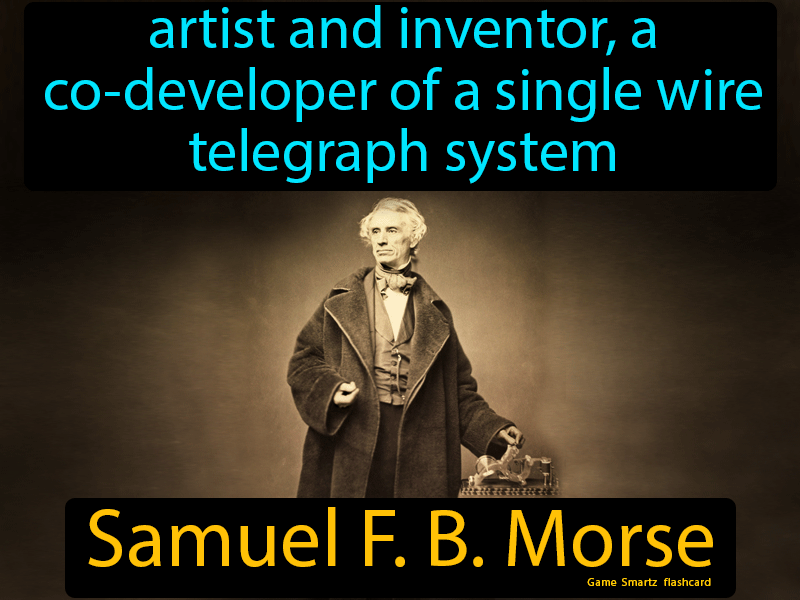 artist and inventor, a
co-developer of a single wire
telegraph system
Samuel F. B. Morse
Game Smartz flashcard